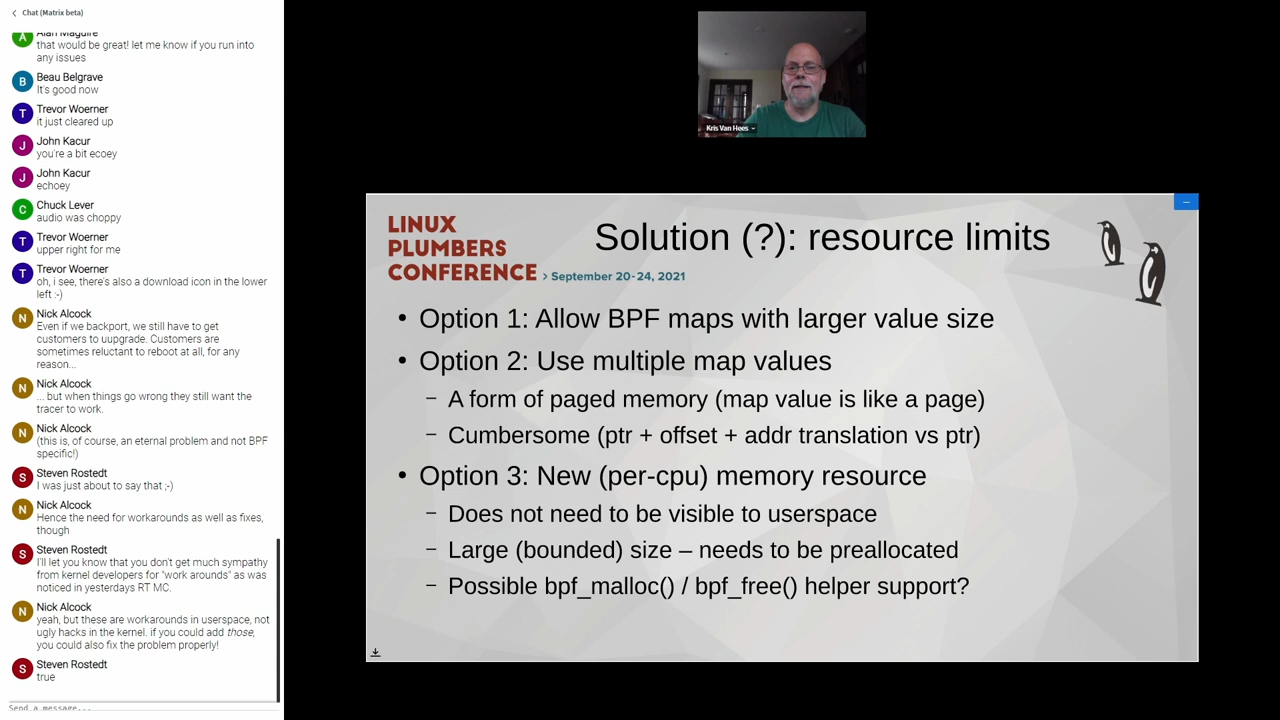 Chat (Matrix beta)
Alan Maguire
that would be great! let me know if you run into
any issues
Beau Belgrave
It's good now
Trevor Woerner
it just cleared up
John Kacur
you're a bit ecoey
John Kacur
echoey
Chuck Lever
audio was choppy
Trevor Woerner
upper right for me
Trevor Woerner
oh, i see, there's also a download icon in the lower
left :-)
Nick Alcock
Even if we backport, we still have to get
customers to uupgrade. Customers are
sometimes reluctant to reboot at all, for any
reason...
Nick Alcock
... but when things go wrong they still want the
tracer to work.
Nick Alcock
(this is, of course, an eternal problem and not BPF
specific!)
Steven Rostedt
I was just about to say that ;-)
Nick Alcock
Hence the need for workarounds as well as fixes,
though
Steven Rostedt
I'll let you know that you don't get much sympathy
from kernel developers for "work arounds" as was
noticed in yesterdays RT MC.
Nick Alcock
yeah, but these are workarounds in userspace, not
ugly hacks in the kernel. if you could add those,
you could also fix the problem properly!
Steven Rostedt
true
Send a message...
A
B
T
J
J
C
T
T
N
N
N
S
N
S
N
S
Kris Van Hees
LINUX
PLUMBERS
CONFERENCE > September 20-24, 2021
Solution (?): resource limits
• Option 1: Allow BPF maps with larger value size
• Option 2: Use multiple map values
– A form of paged memory (map value is like a page)
– Cumbersome (ptr + offset + addr translation vs ptr)
• Option 3: New (per-cpu) memory resource
– Does not need to be visible to userspace
– Large (bounded) size – needs to be preallocated
– Possible bpf_malloc() / bpf_free() helper support?